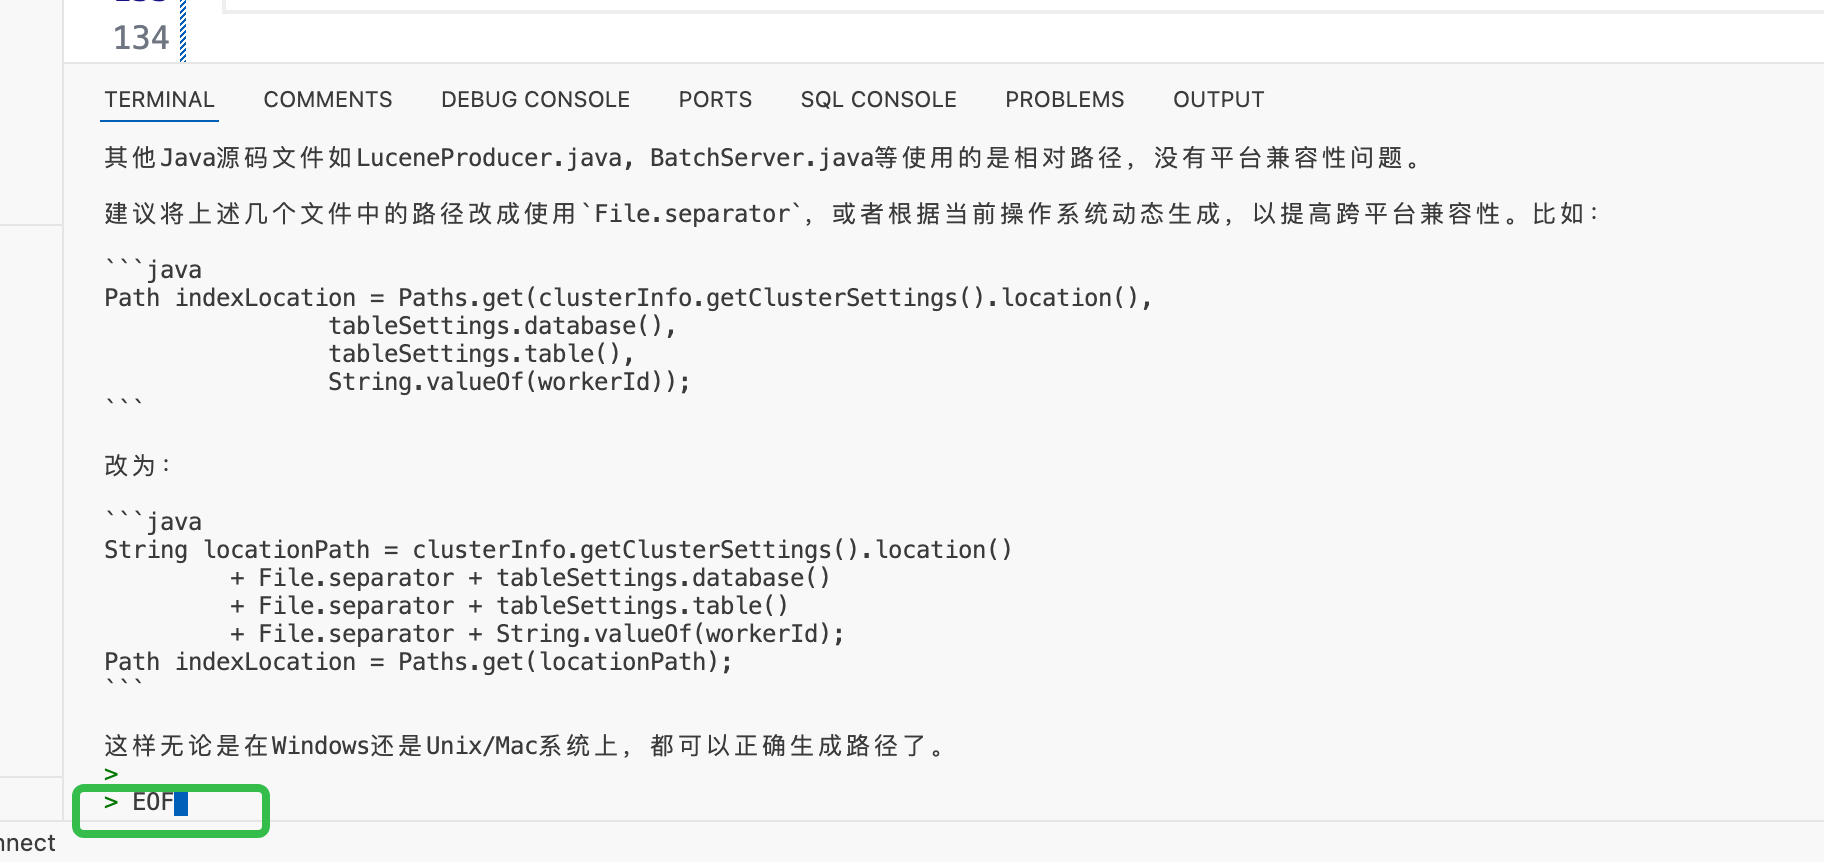 134
TERMINAL COMMENTS DEBUG CONSOLE PORTS SQL CONSOLE PROBLEMS OUTPUT
其他Java源码文件如LuceneProducer.java, BatchServer.java等使用的是相对路径，没有平台兼容性问题。
建议将上述几个文件中的路径改成使用`File.separator`，或者根据当前操作系统动态生成，以提高跨平台兼容性。比如：
```java
Path indexLocation = Paths.get(clusterInfo.getClusterSettings().location(),
                tableSettings.database(),
                tableSettings.table(),
                String.valueOf(workerId));
```
改为：
```java
String locationPath = clusterInfo.getClusterSettings().location()
         + File.separator + tableSettings.database()
         + File.separator + tableSettings.table()
         + File.separator + String.valueOf(workerId);
Path indexLocation = Paths.get(locationPath);
```
这样无论是在Windows还是Unix/Mac系统上，都可以正确生成路径了。
>
> EOF
nnect